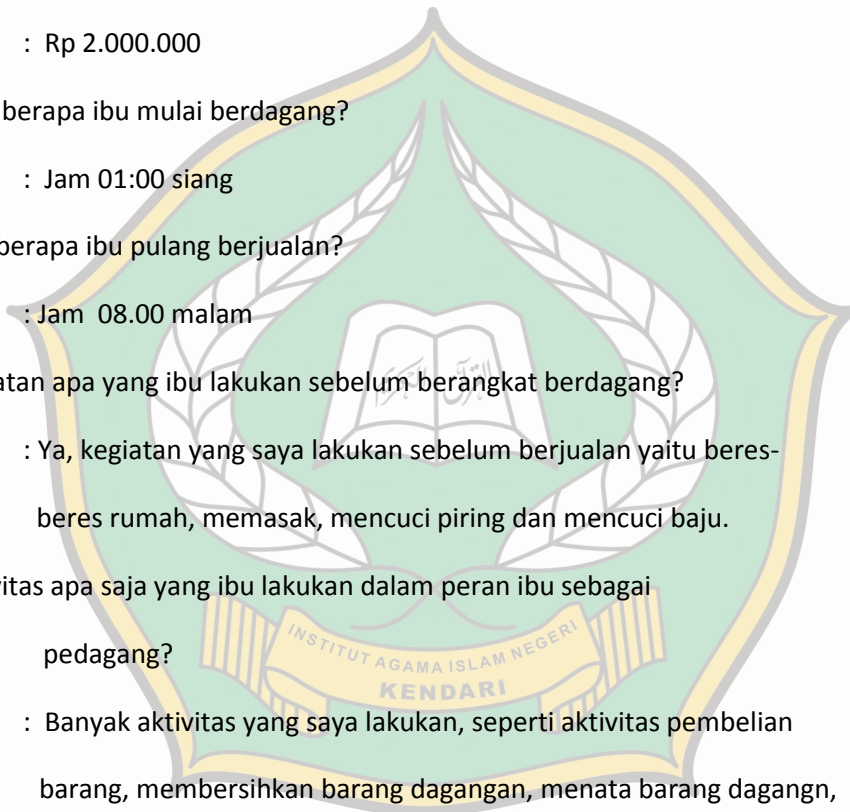 : Rp 2.000.000
berapa ibu mulai berdagang?
: Jam 01:00 siang
berapa ibu pulang berjualan?
: Jam 08.00 malam
atan apa yang ibu lakukan sebelum berangkat berdagang?
: Ya, kegiatan yang saya lakukan sebelum berjualan yaitu beres-
beres rumah, memasak, mencuci piring dan mencuci baju.
vitas apa saja yang ibu lakukan dalam peran ibu sebagai
pedagang?
INSTITUT AGAMA ISLAM NEGERI
KENDARI
: Banyak aktivitas yang saya lakukan, seperti aktivitas pembelian
barang, membersihkan barang dagangan, menata barang dagangn,